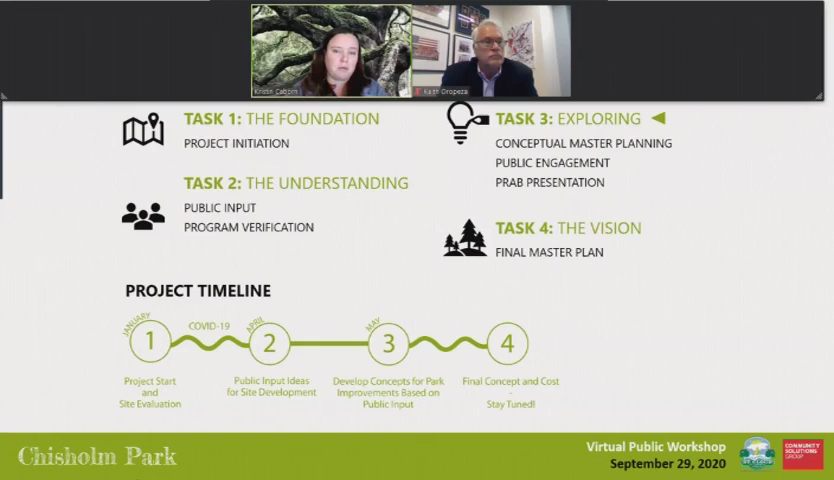 Kristin Caborn
Keith Oropeza
TASK 1: THE FOUNDATION
PROJECT INITIATION
TASK 2: THE UNDERSTANDING
PUBLIC INPUT
PROGRAM VERIFICATION
TASK 3: EXPLORING
CONCEPTUAL MASTER PLANNING
PUBLIC ENGAGEMENT
PRAB PRESENTATION
TASK 4: THE VISION
FINAL MASTER PLAN
PROJECT TIMELINE
JANUARY
1
COVID-19
APRIL
2
MAY
3
4
Project Start
and
Site Evaluation
Public Input Ideas
for Site Development
Develop Concepts for Park
Improvements Based on
Public Input
Final Concept and Cost
-
Stay Tuned!
Chisholm Park
Virtual Public Workshop
September 29, 2020
COMMUNITY
SOLUTIONS
GROUP